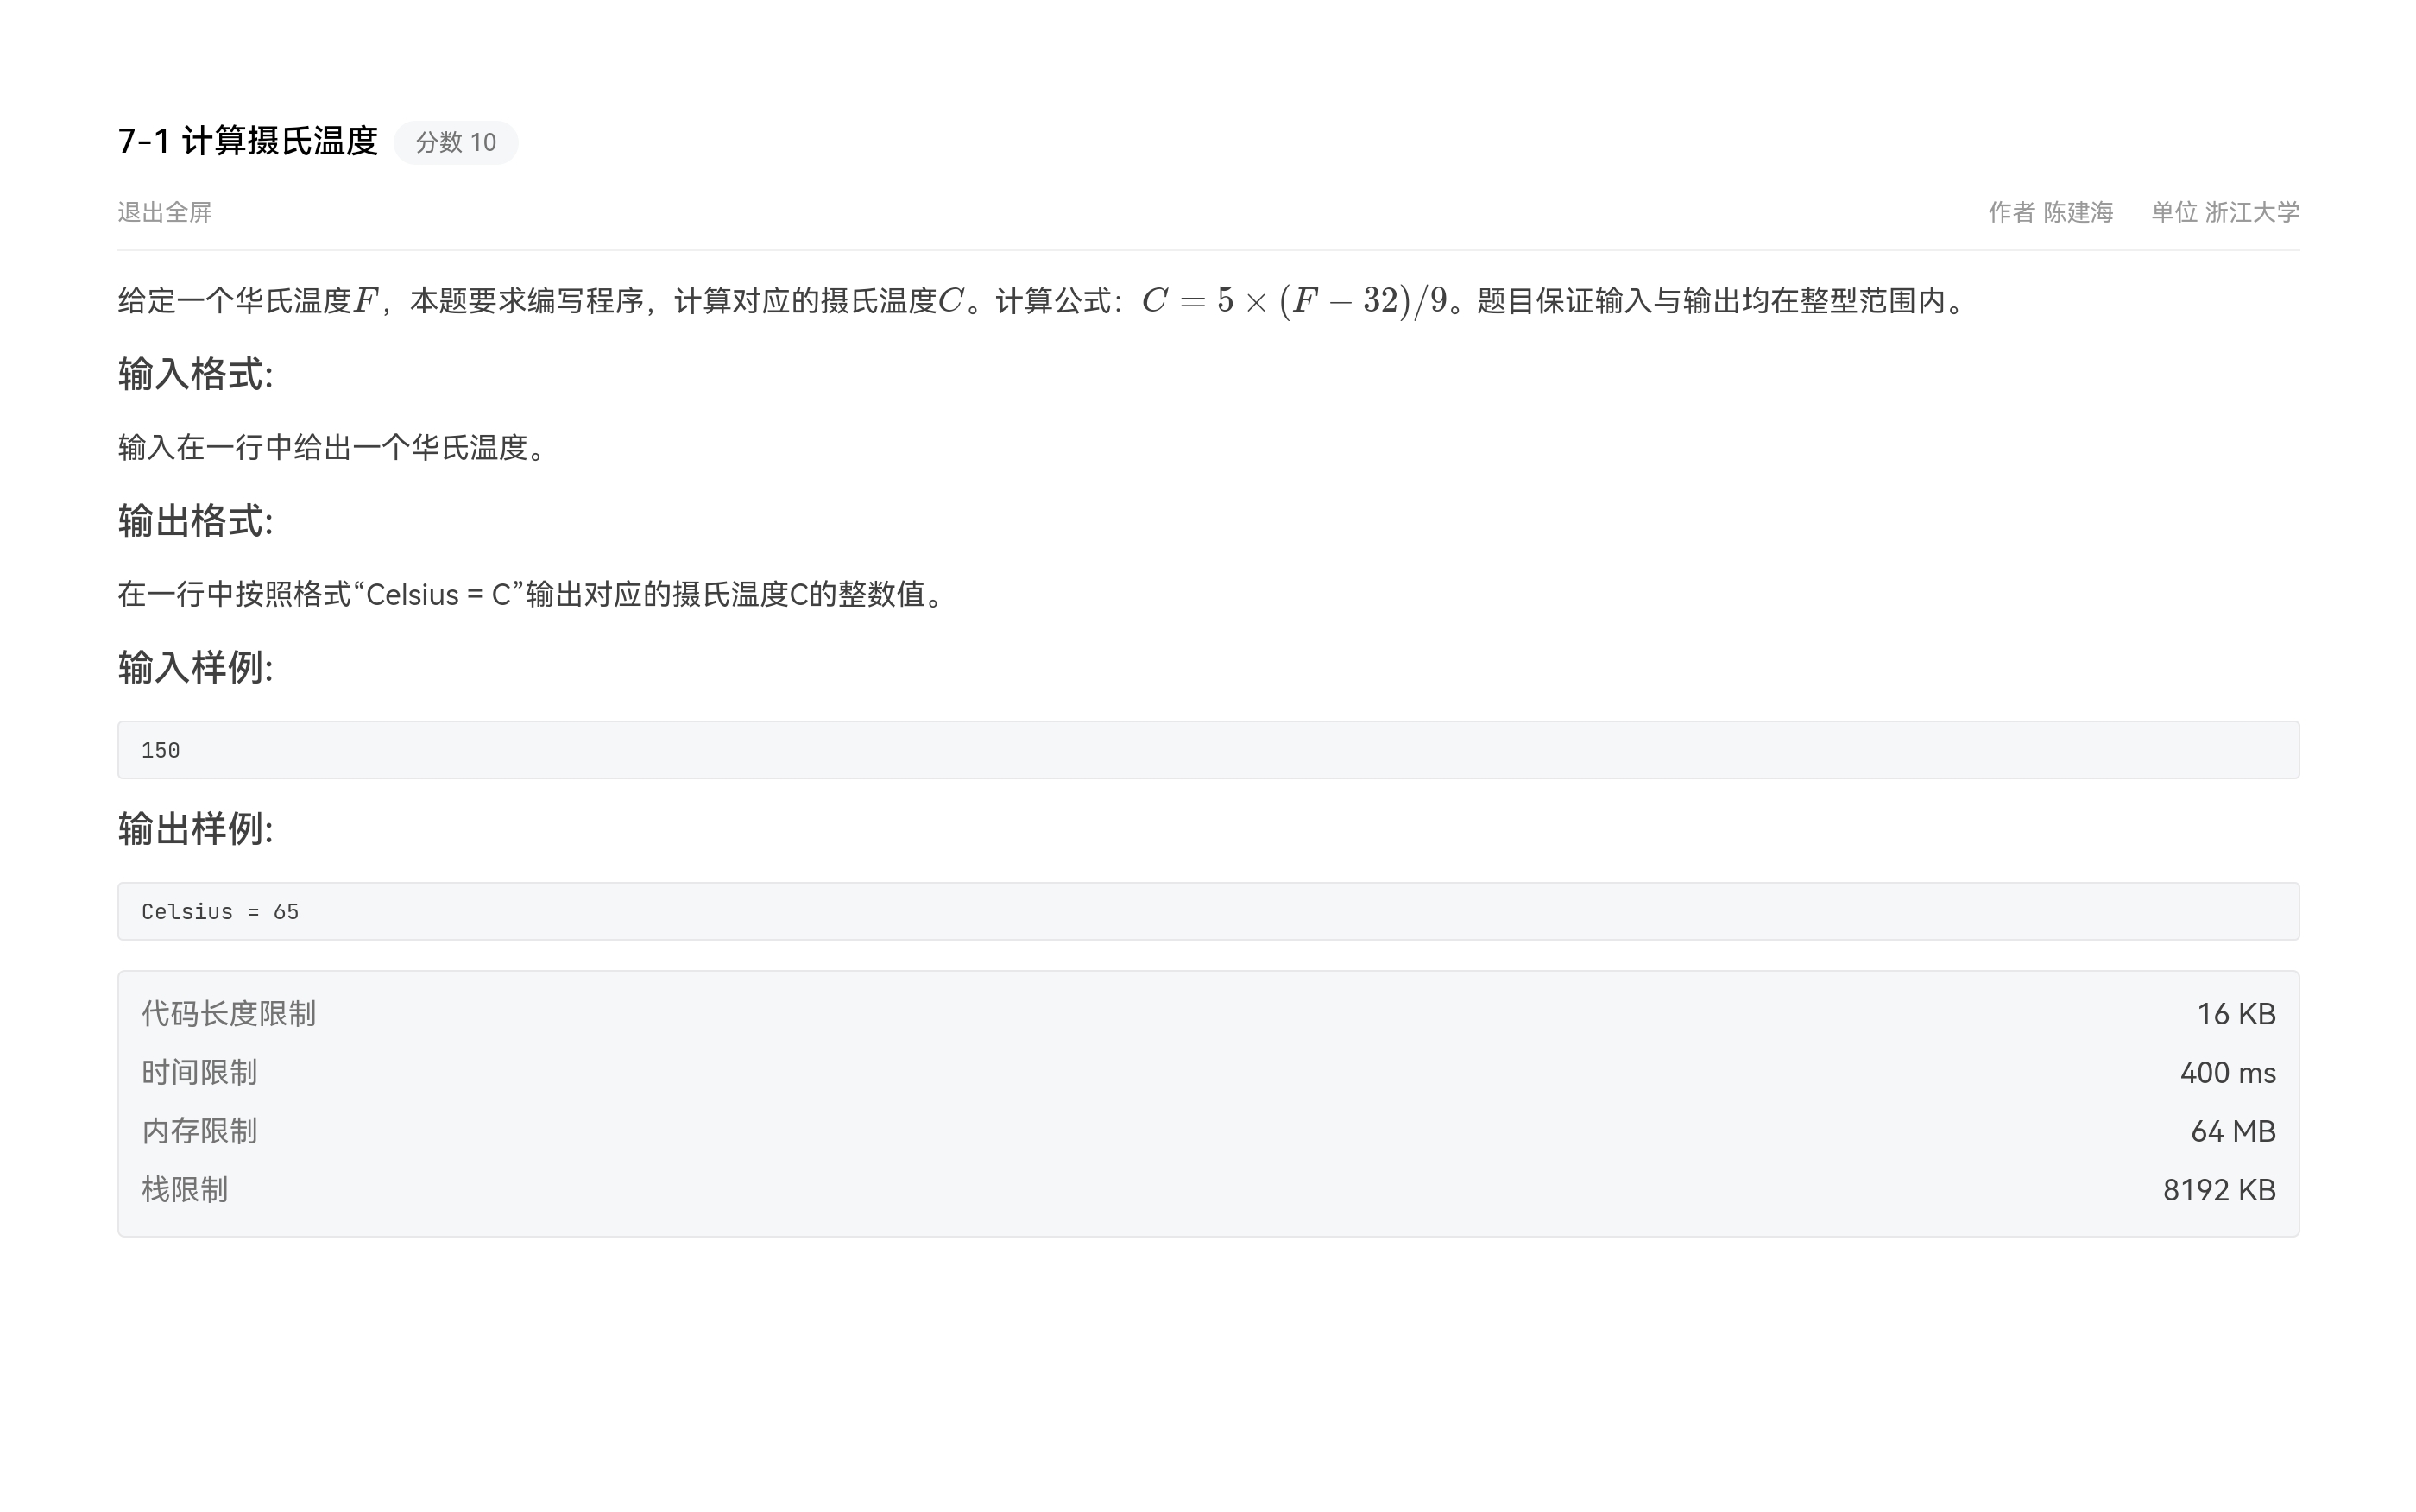 7-1 计算摄氏温度 分数 10
退出全屏 作者 陈建海 单位 浙江大学
给定一个华氏温度F，本题要求编写程序，计算对应的摄氏温度C。计算公式：C = 5 × (F − 32)/9。题目保证输入与输出均在整型范围内。
输入格式:
输入在一行中给出一个华氏温度。
输出格式:
在一行中按照格式“Celsius = C”输出对应的摄氏温度C的整数值。
输入样例:
150
输出样例:
Celsius = 65
代码长度限制 16 KB
时间限制 400 ms
内存限制 64 MB
栈限制 8192 KB